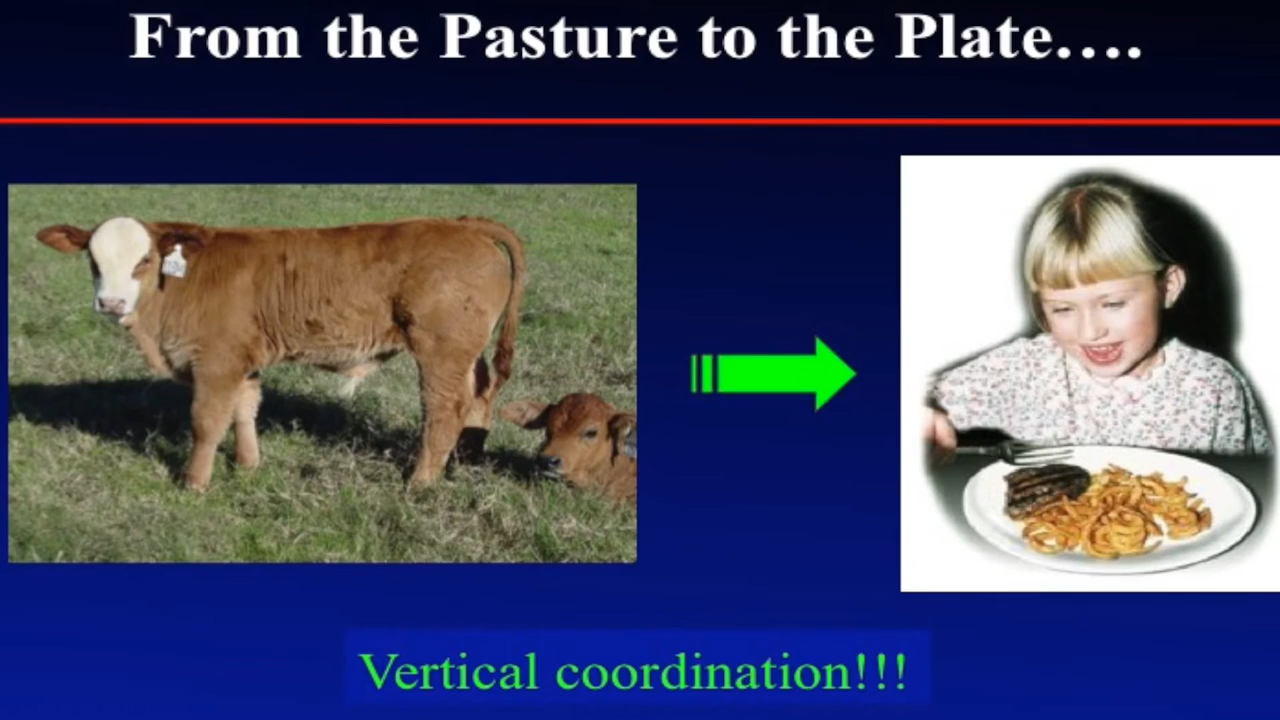 From the Pasture to the Plate….
Vertical coordination!!!